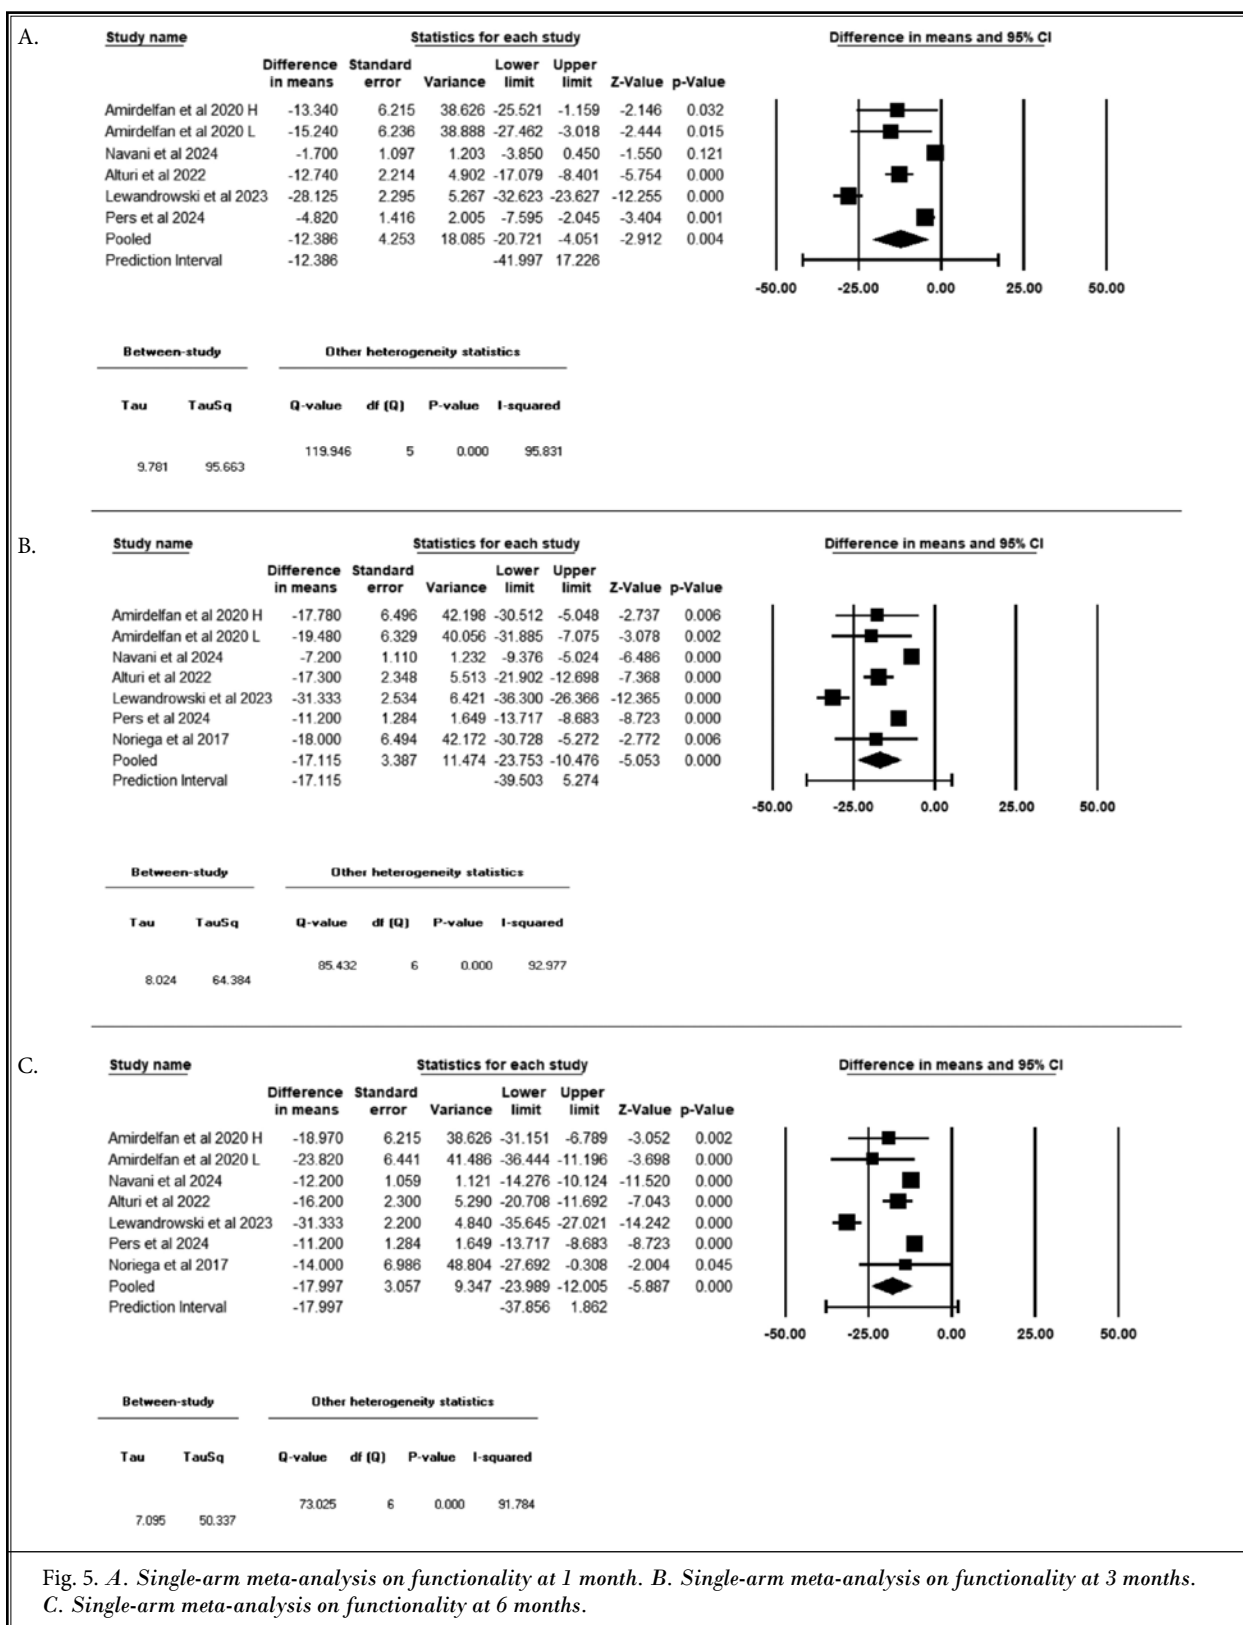 A.
Study name Statistics for each study Difference in means and 95% CI
Difference Standard Lower Upper
in means error Variance limit limit Z-Value p-Value
Amirdelfan et al 2020 H -13.340 6.215 38.626 -25.521 -1.159 -2.146 0.032
Amirdelfan et al 2020 L -15.240 6.236 38.888 -27.462 -3.018 -2.444 0.015
Navani et al 2024 -1.700 1.097 1.203 -3.850 0.450 -1.550 0.121
Alturi et al 2022 -12.740 2.214 4.902 -17.079 -8.401 -5.754 0.000
Lewandrowski et al 2023 -28.125 2.295 5.267 -32.623 -23.627 -12.255 0.000
Pers et al 2024 -4.820 1.416 2.005 -7.595 -2.045 -3.404 0.001
Pooled -12.386 4.253 18.085 -20.721 -4.051 -2.912 0.004
Prediction Interval -12.386 -41.997 17.226
-50.00 -25.00 0.00 25.00 50.00
Between-study Other heterogeneity statistics
Tau TauSq Q-value df (Q) P-value I-squared
119.946 5 0.000 95.831
9.781 95.663
B.
Study name Statistics for each study Difference in means and 95% CI
Difference Standard Lower Upper
in means error Variance limit limit Z-Value p-Value
Amirdelfan et al 2020 H -17.780 6.496 42.198 -30.512 -5.048 -2.737 0.006
Amirdelfan et al 2020 L -19.480 6.329 40.056 -31.885 -7.075 -3.078 0.002
Navani et al 2024 -7.200 1.110 1.232 -9.376 -5.024 -6.486 0.000
Alturi et al 2022 -17.300 2.348 5.513 -21.902 -12.698 -7.368 0.000
Lewandrowski et al 2023 -31.333 2.534 6.421 -36.300 -26.366 -12.365 0.000
Pers et al 2024 -11.200 1.284 1.649 -13.717 -8.683 -8.723 0.000
Noriega et al 2017 -18.000 6.494 42.172 -30.728 -5.272 -2.772 0.006
Pooled -17.115 3.387 11.474 -23.753 -10.476 -5.053 0.000
Prediction Interval -17.115 -39.503 5.274
-50.00 -25.00 0.00 25.00 50.00
Between-study Other heterogeneity statistics
Tau TauSq Q-value df (Q) P-value I-squared
85.432 6 0.000 92.977
8.024 64.384
C.
Study name Statistics for each study Difference in means and 95% CI
Difference Standard Lower Upper
in means error Variance limit limit Z-Value p-Value
Amirdelfan et al 2020 H -18.970 6.215 38.626 -31.151 -6.789 -3.052 0.002
Amirdelfan et al 2020 L -23.820 6.441 41.486 -36.444 -11.196 -3.698 0.000
Navani et al 2024 -12.200 1.059 1.121 -14.276 -10.124 -11.520 0.000
Alturi et al 2022 -16.200 2.300 5.290 -20.708 -11.692 -7.043 0.000
Lewandrowski et al 2023 -31.333 2.200 4.840 -35.645 -27.021 -14.242 0.000
Pers et al 2024 -11.200 1.284 1.649 -13.717 -8.683 -8.723 0.000
Noriega et al 2017 -14.000 6.986 48.804 -27.692 -0.308 -2.004 0.045
Pooled -17.997 3.057 9.347 -23.989 -12.005 -5.887 0.000
Prediction Interval -17.997 -37.856 1.862
-50.00 -25.00 0.00 25.00 50.00
Between-study Other heterogeneity statistics
Tau TauSq Q-value df (Q) P-value I-squared
73.025 6 0.000 91.784
7.095 50.337
Fig. 5. A. Single-arm meta-analysis on functionality at 1 month. B. Single-arm meta-analysis on functionality at 3 months.
C. Single-arm meta-analysis on functionality at 6 months.